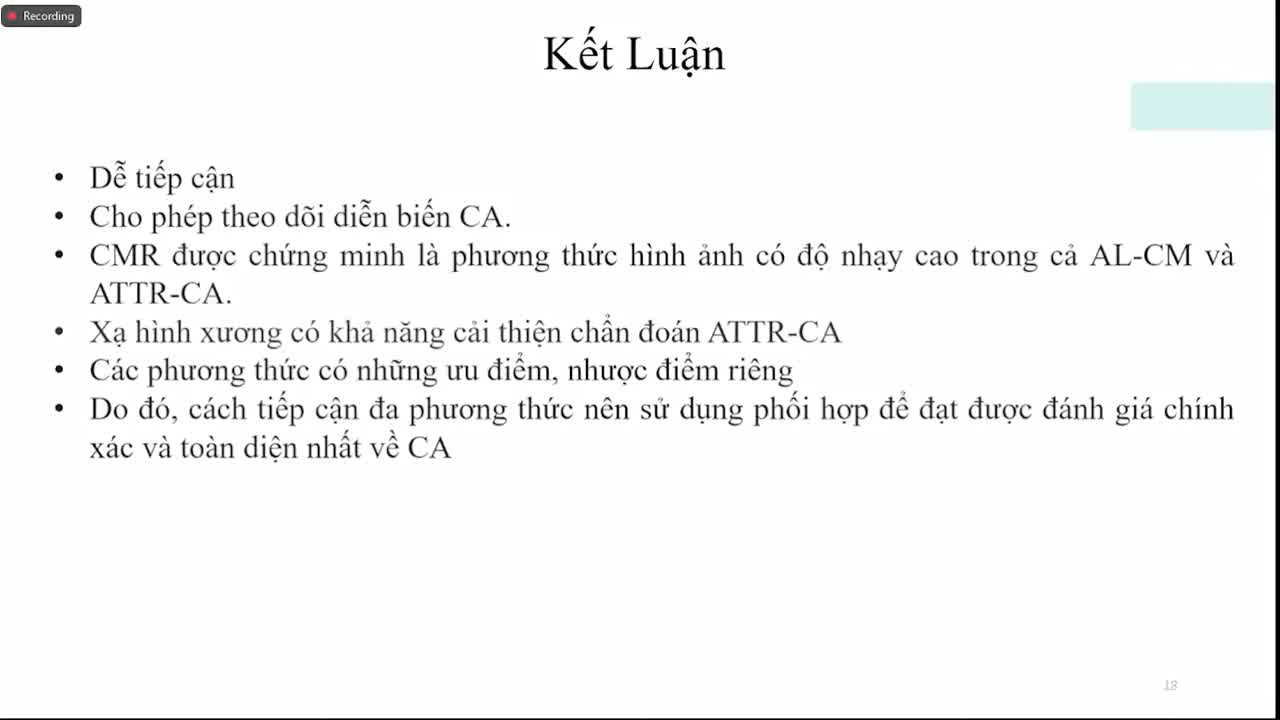 Recording
Kết Luận
• Dễ tiếp cận
• Cho phép theo dõi diễn biến CA.
• CMR được chứng minh là phương thức hình ảnh có độ nhạy cao trong cả AL-CM và
ATTR-CA.
• Xạ hình xương có khả năng cải thiện chẩn đoán ATTR-CA
• Các phương thức có những ưu điểm, nhược điểm riêng
• Do đó, cách tiếp cận đa phương thức nên sử dụng phối hợp để đạt được đánh giá chính
xác và toàn diện nhất về CA
18